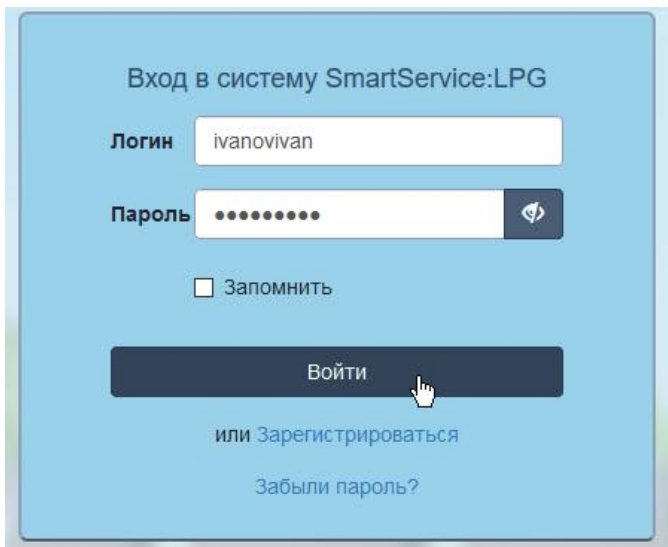 Вход в систему SmartService:LPG
Логин ivanovivan
Пароль •••••••••
Запомнить
Войти
или Зарегистрироваться
Забыли пароль?